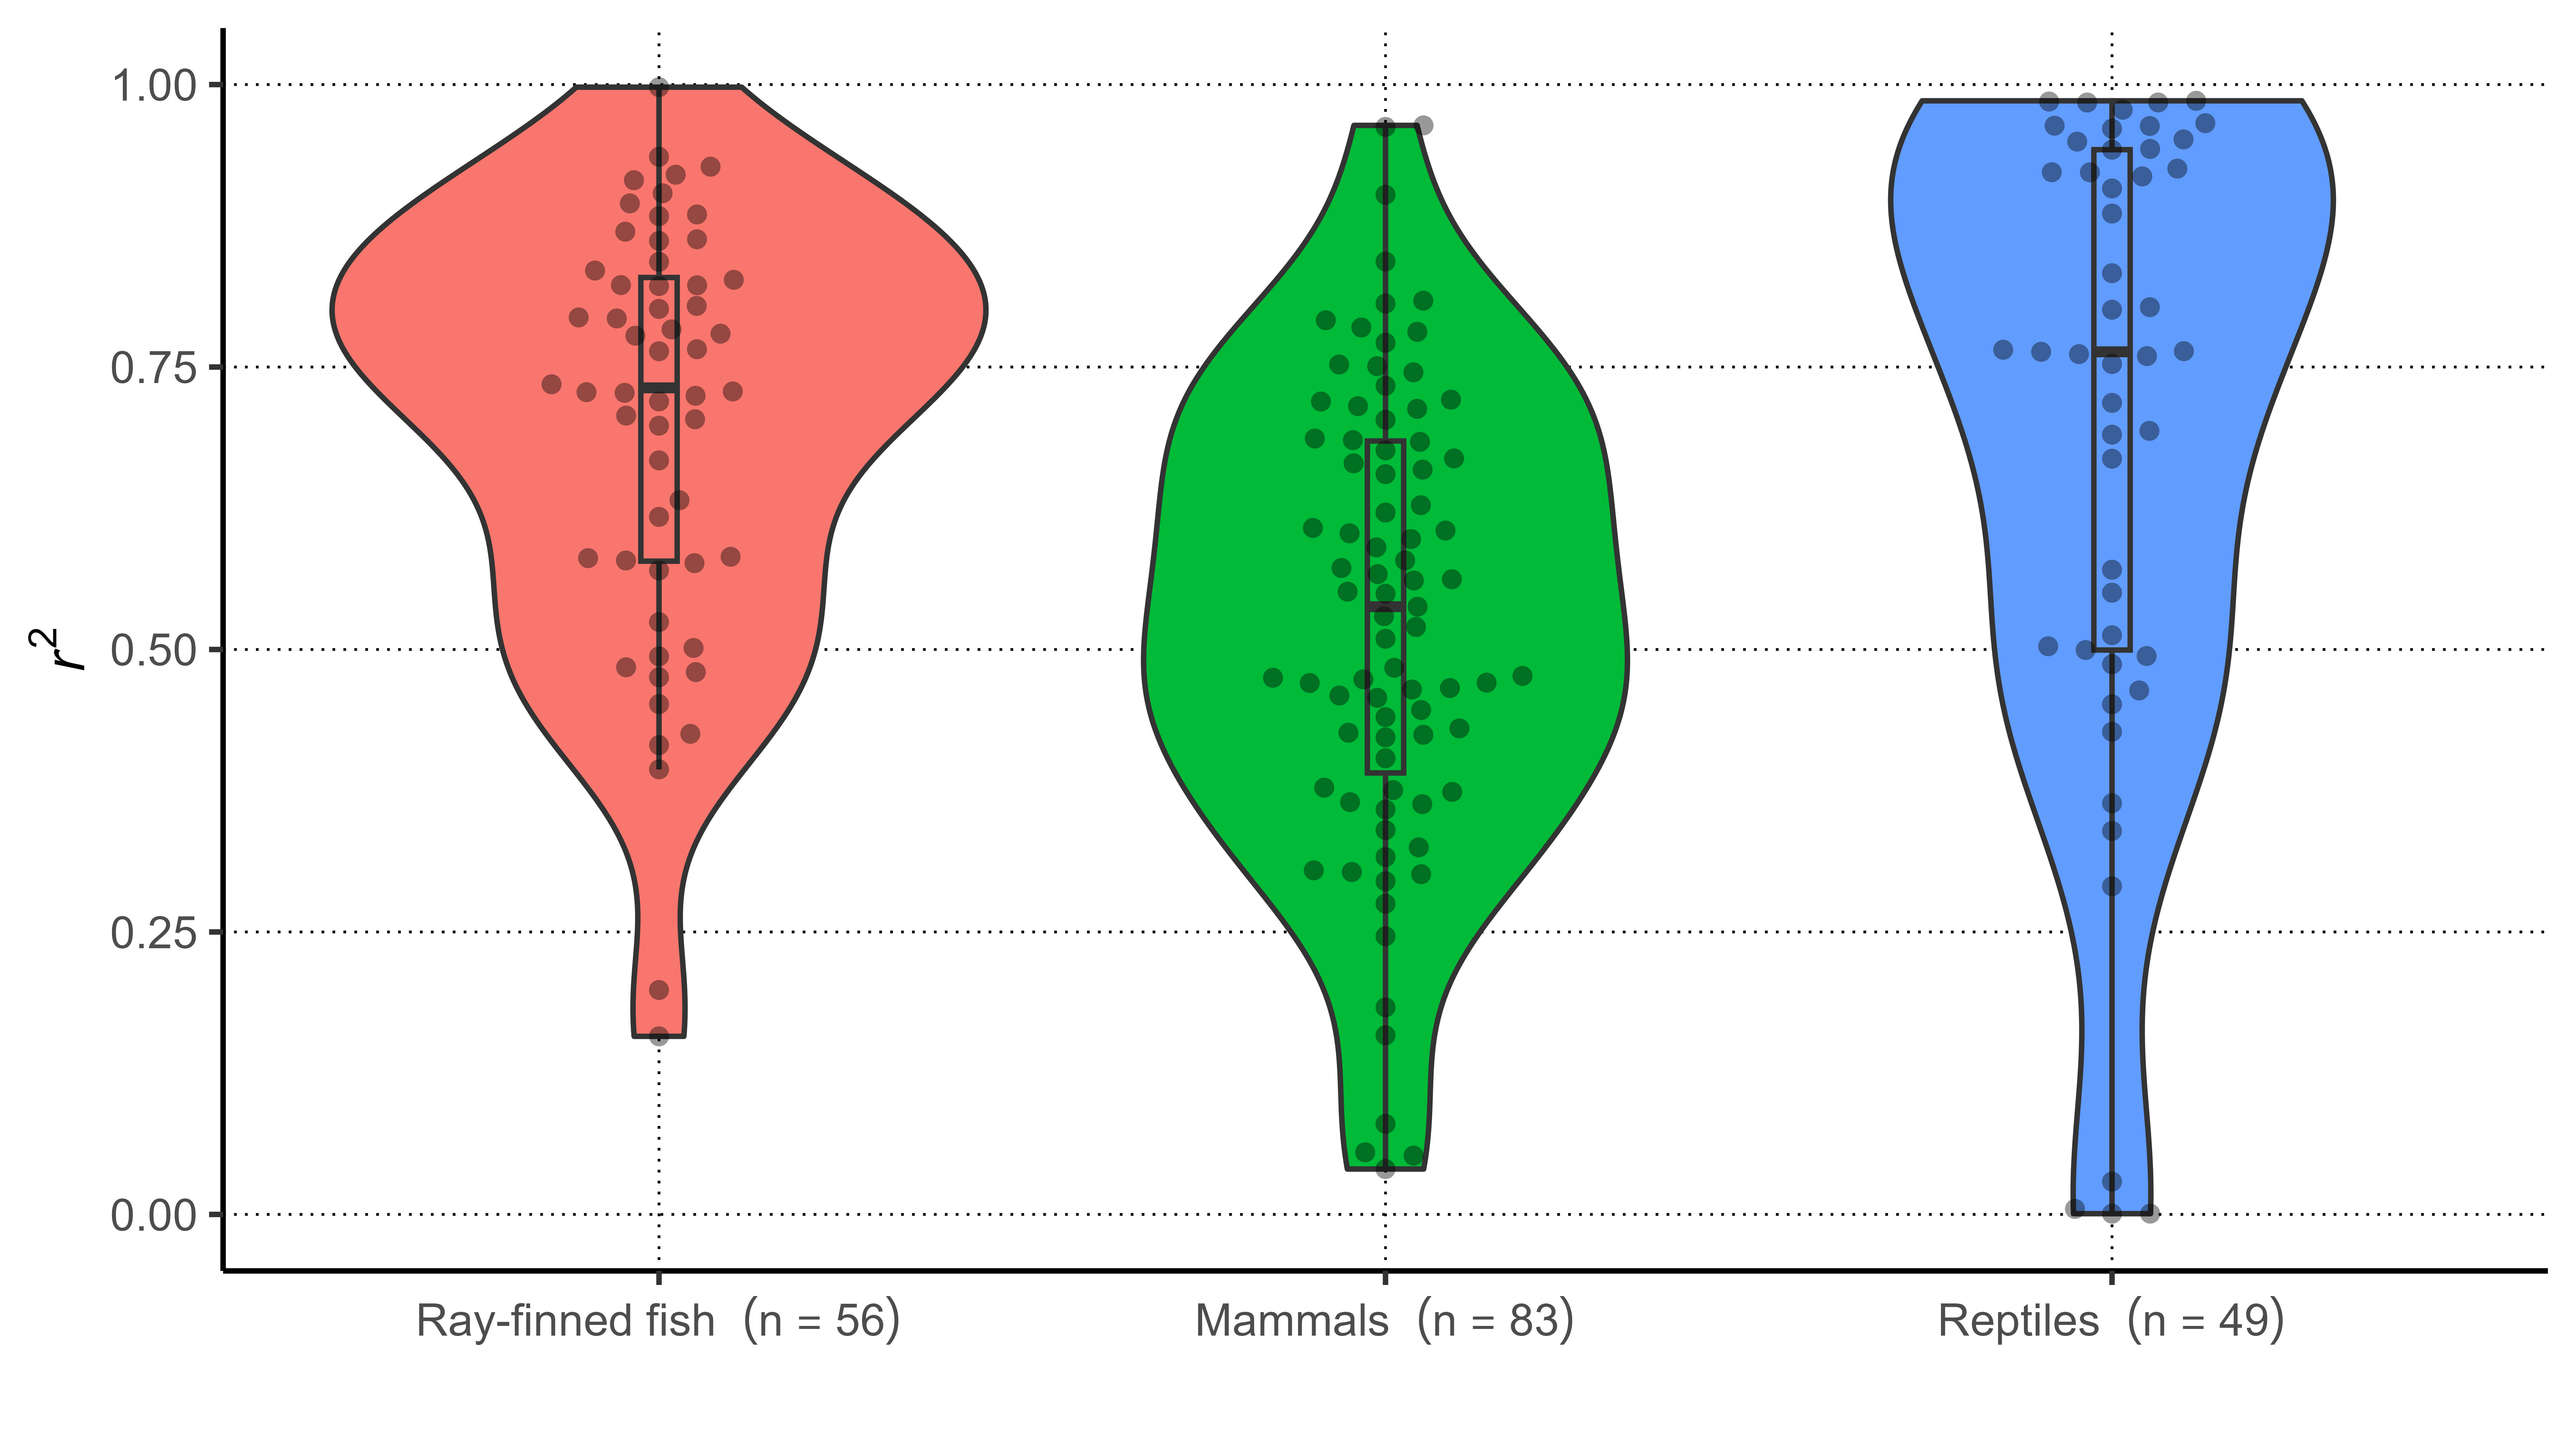 1.00
0.75
0.50
0.25
0.00
r²
Ray-finned fish (n = 56)
Mammals (n = 83)
Reptiles (n = 49)